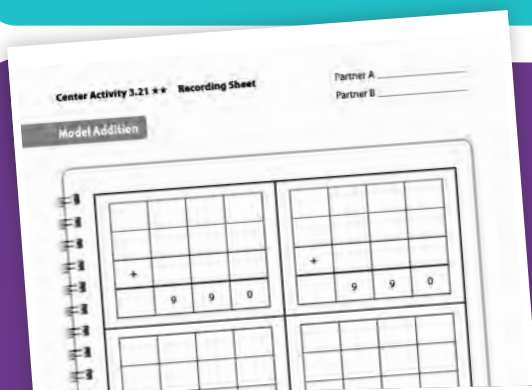 Center Activity 3.21 ★★ Recording Sheet
Partner A
Partner B
Model Addition
+
9 9 0
+
9 9 0